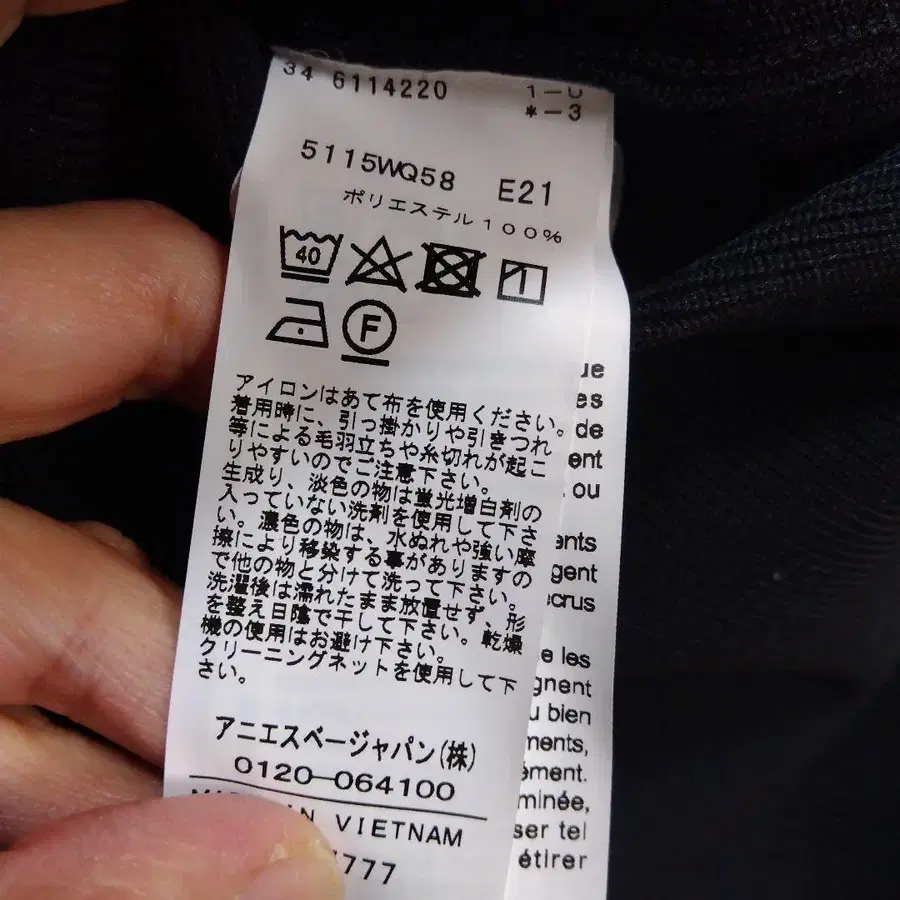 34 6114220
*-3
5115WQ58 E21
ポリエステル100%
40
F
アイロンはあて布を使用ください。
着用時に、引っ掛かりや引きつれ
等による毛羽立ちや糸切れが起こ
りやすいのでご注意下さい。
生成り、淡色の物は蛍光増白剤の
入っていない洗剤を使用して下さ
い。濃色の物は、水ぬれや強い摩
擦により移染する事がありますの
で他の物と分けて洗って下さい。
洗濯後は濡れたまま放置せず、形
を整え日陰で干して下さい。乾燥
機の使用はお避け下さい。
クリーニングネットを使用して下
さい。
アニエスベージャパン(株)
0120-064100
VIETNAM
777
ue
es
de
ent
ou
ents
gent
ecrus
e les
gnent
u bien
ments,
ement.
minée,
ser tel
étirer